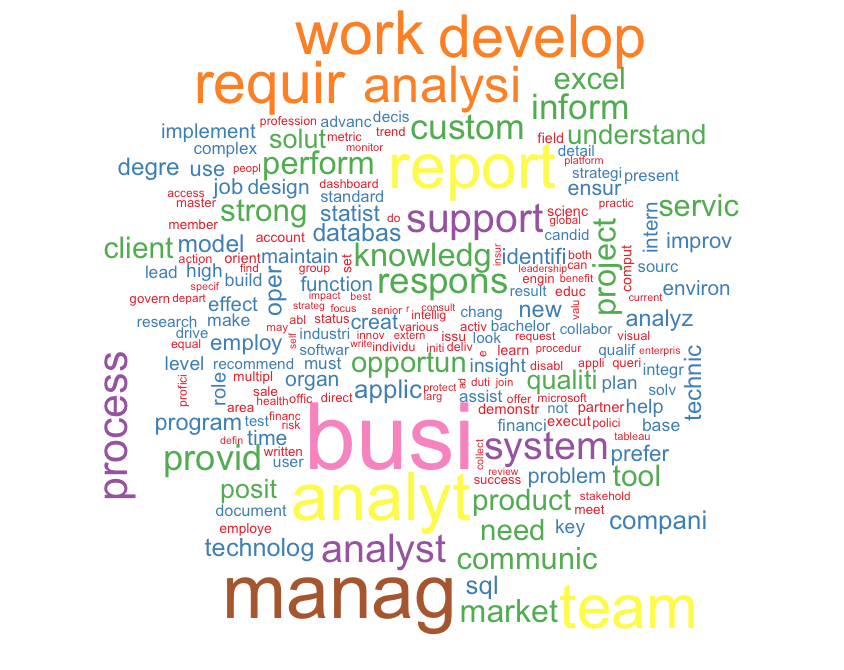 work develop
requir analysi excel
inform
profession advanc decis
implement solut metric trend custom field understand
complex monitor detail
degre use peopl perform report platform
strategi present
job design dashboard ensur
access master standard practic
strong statist do support scienc servic
member databas global candid intern
client model account knowledg identifi both project improv
action orient maintain set insur leadership can comput sourc
lead high find group respons engin benefit
specif build oper function result educ environ
govern depart effect impact best new valu current
strateg focus senior r consult
research make abl status creat intellig chang analyz
various activ bachelor collabor
drive may industri innov extern issu look request visual
equal employ self softwar write individu initi deliv e learn procedur qualif enterpris
level recommend must opportun insight disabl appli queri integr
process profici role multipl organ applic qualiti plan technic
sale protect ad duti join solv
health offic direct larg assist offer microsoft
area demonstr not partner help
program test financ busi financi execut polici base
risk
defin time system tableau
provid written collect prefer
user review
success problem tool
posit analyt product stakehold
document meet
employe need key compani
technolog analyst communic
manag sql
market team